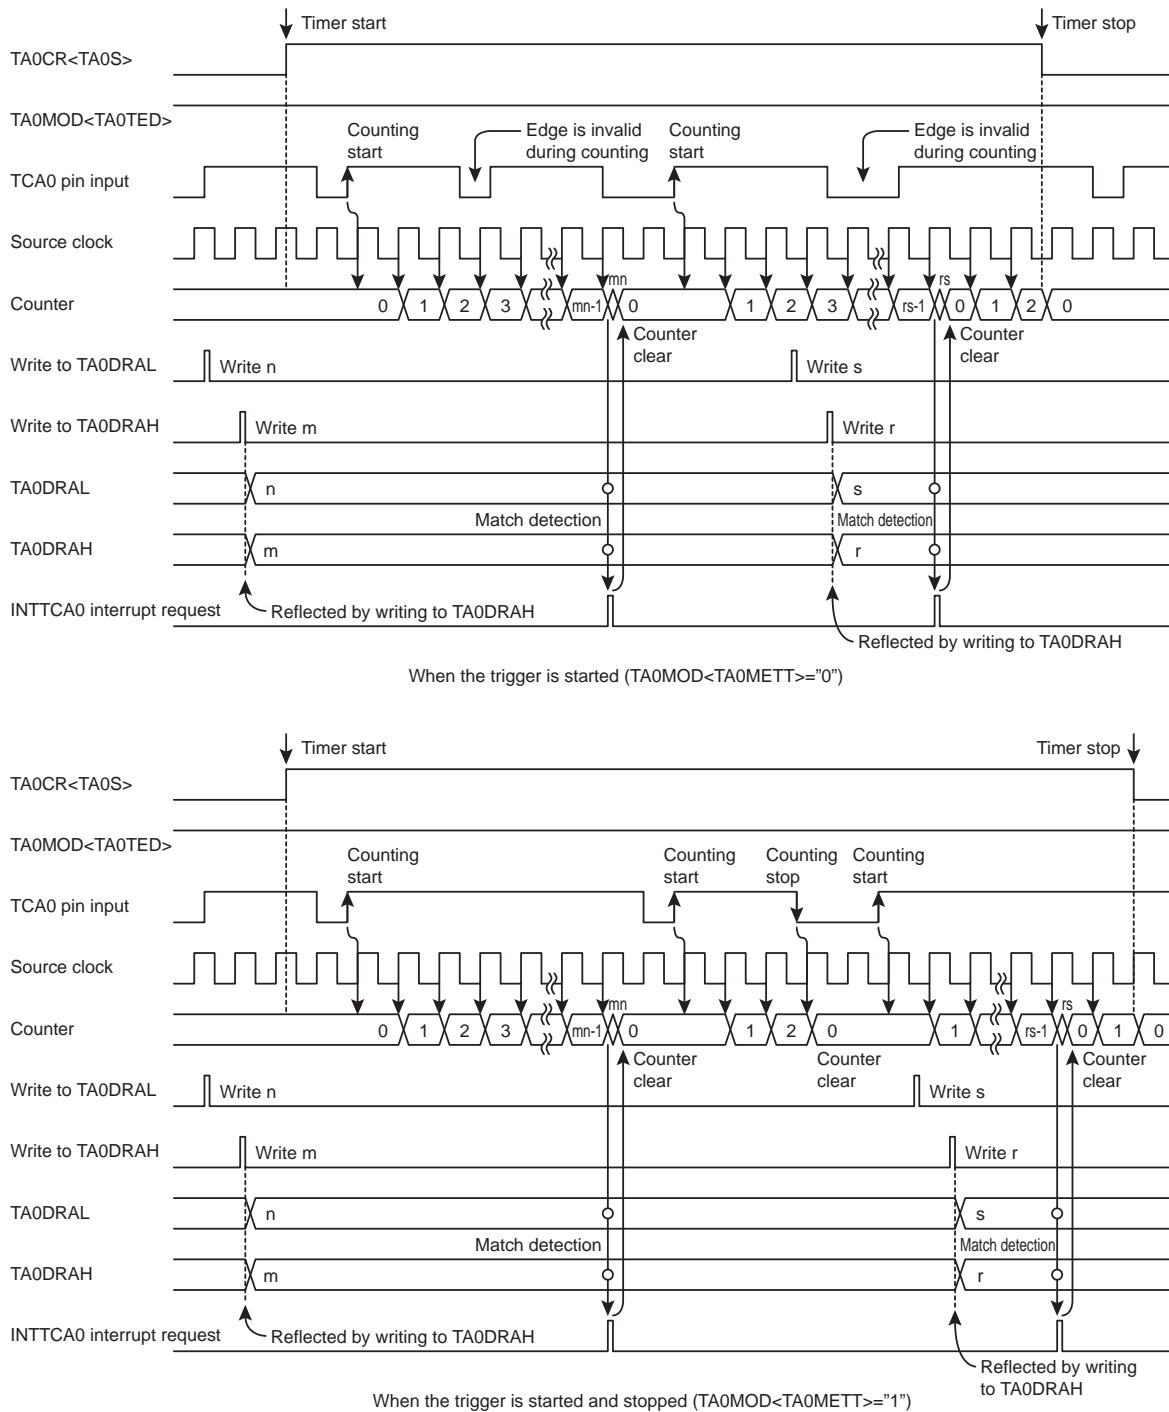 Timer start Timer stop
TA0CR<TA0S>
TA0MOD<TA0TED>
Counting start
Edge is invalid during counting
Counting start
Edge is invalid during counting
TCA0 pin input
Source clock
mn rs
Counter 0 1 2 3 mn-1 0 1 2 3 rs-1 0 1 2 0
Counter clear
Counter clear
Write to TA0DRAL Write n Write s
Write to TA0DRAH Write m Write r
TA0DRAL n s
Match detection Match detection
TA0DRAH m r
INTTCA0 interrupt request Reflected by writing to TA0DRAH
Reflected by writing to TA0DRAH
When the trigger is started (TA0MOD<TA0METT>=”0”)
Timer start Timer stop
TA0CR<TA0S>
TA0MOD<TA0TED>
Counting start
Counting start
Counting stop
Counting start
TCA0 pin input
Source clock
mn rs
Counter 0 1 2 3 mn-1 0 1 2 0 1 rs-1 0 1 0
Counter clear
Counter clear
Counter clear
Write to TA0DRAL Write n Write s
Write to TA0DRAH Write m Write r
TA0DRAL n s
Match detection Match detection
TA0DRAH m r
INTTCA0 interrupt request Reflected by writing to TA0DRAH
Reflected by writing
to TA0DRAH
When the trigger is started and stopped (TA0MOD<TA0METT>=”1”)